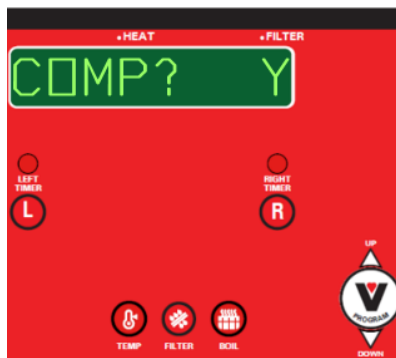 • HEAT • FILTER
COMP? Y
LEFT TIMER
RIGHT TIMER
L
R
UP
V
PROGRAM
DOWN
TEMP FILTER BOIL